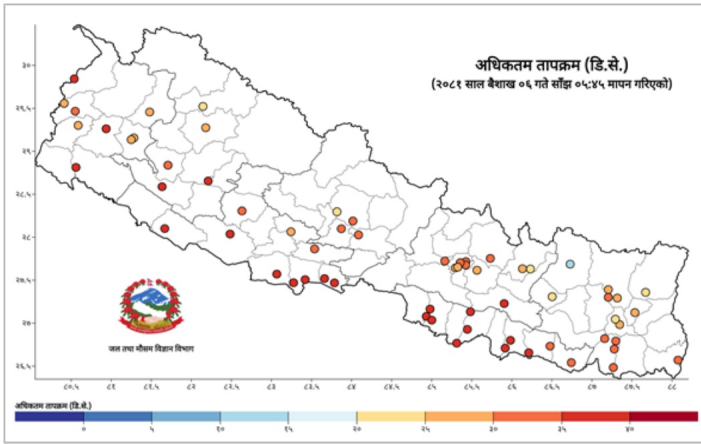 अधिकतम तापक्रम (डि.से.)
(२०८१ साल बैशाख ०६ गते साँझ ०५:४५ मापन गरिएको)
३०
२९.५
२९
२८.५
२८
२७.५
२७
२६.५
जल तथा मौसम विज्ञान विभाग
८०.५ ८१ ८१.५ ८२ ८२.५ ८३ ८३.५ ८४ ८४.५ ८५ ८५.५ ८६ ८६.५ ८७ ८७.५ ८८
अधिकतम तापक्रम (डि.से.)
० ५ १० १५ २० २५ ३० ३५ ४०